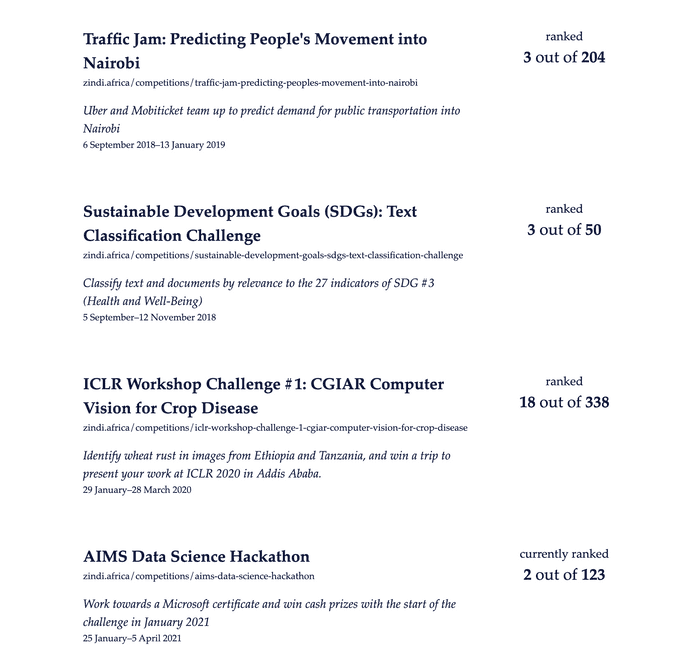 Traffic Jam: Predicting People's Movement into
Nairobi
zindi.africa/competitions/traffic-jam-predicting-peoples-movement-into-nairobi
Uber and Mobiticket team up to predict demand for public transportation into
Nairobi
6 September 2018–13 January 2019
ranked
3 out of 204
Sustainable Development Goals (SDGs): Text
Classification Challenge
zindi.africa/competitions/sustainable-development-goals-sdgs-text-classification-challenge
Classify text and documents by relevance to the 27 indicators of SDG #3
(Health and Well-Being)
5 September–12 November 2018
ranked
3 out of 50
ICLR Workshop Challenge #1: CGIAR Computer
Vision for Crop Disease
zindi.africa/competitions/iclr-workshop-challenge-1-cgiar-computer-vision-for-crop-disease
Identify wheat rust in images from Ethiopia and Tanzania, and win a trip to
present your work at ICLR 2020 in Addis Ababa.
29 January–28 March 2020
ranked
18 out of 338
AIMS Data Science Hackathon
zindi.africa/competitions/aims-data-science-hackathon
Work towards a Microsoft certificate and win cash prizes with the start of the
challenge in January 2021
25 January–5 April 2021
currently ranked
2 out of 123